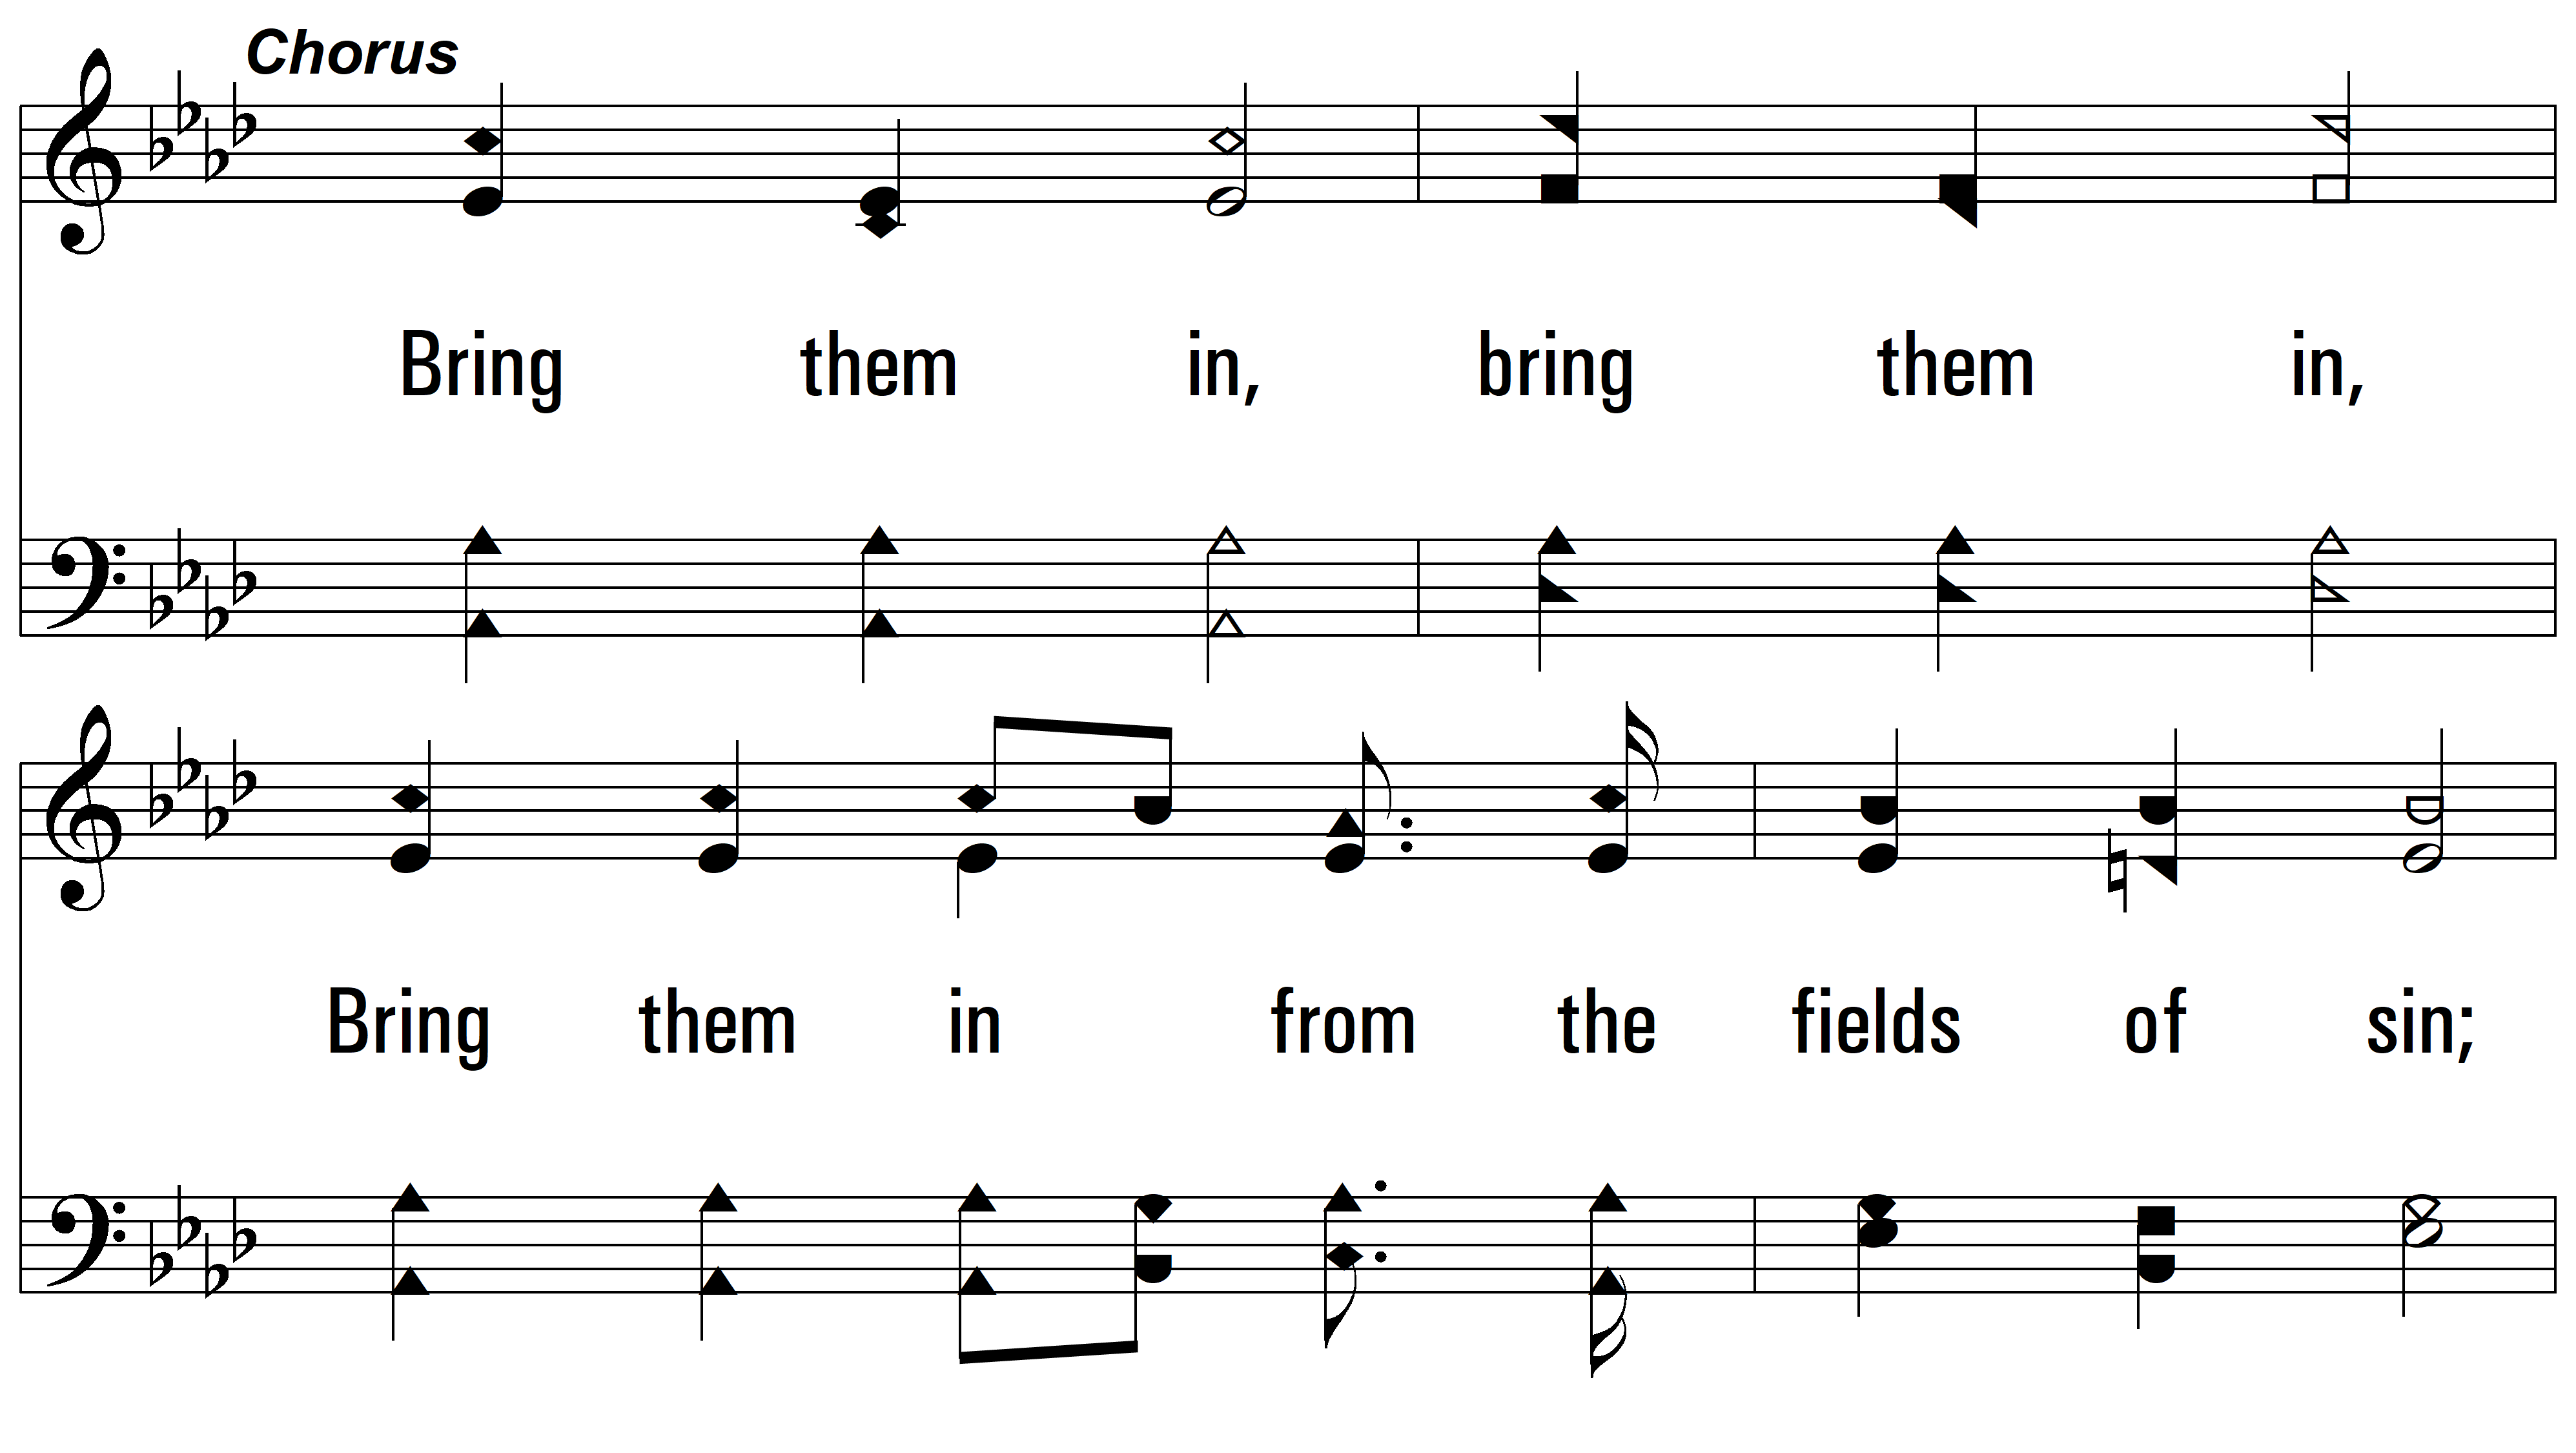 Chorus
Bring them in, bring them in,
Bring them in from the fields of sin;